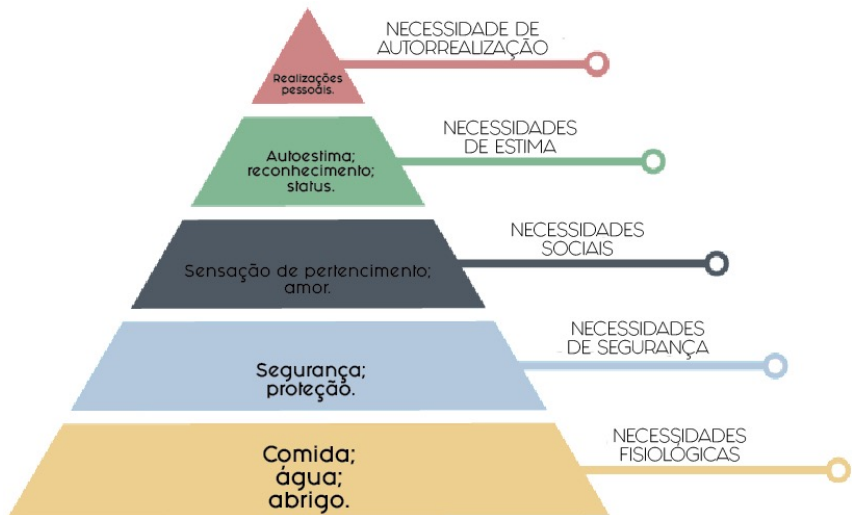 NECESSIDADE DE
AUTORREALIZAÇÃO
Realizações
pessoais.
NECESSIDADES
DE ESTIMA
Autoestima;
reconhecimento;
status.
NECESSIDADES
SOCIAIS
Sensação de pertencimento;
amor.
NECESSIDADES
DE SEGURANÇA
Segurança;
proteção.
NECESSIDADES
FISIOLÓGICAS
Comida;
água;
abrigo.